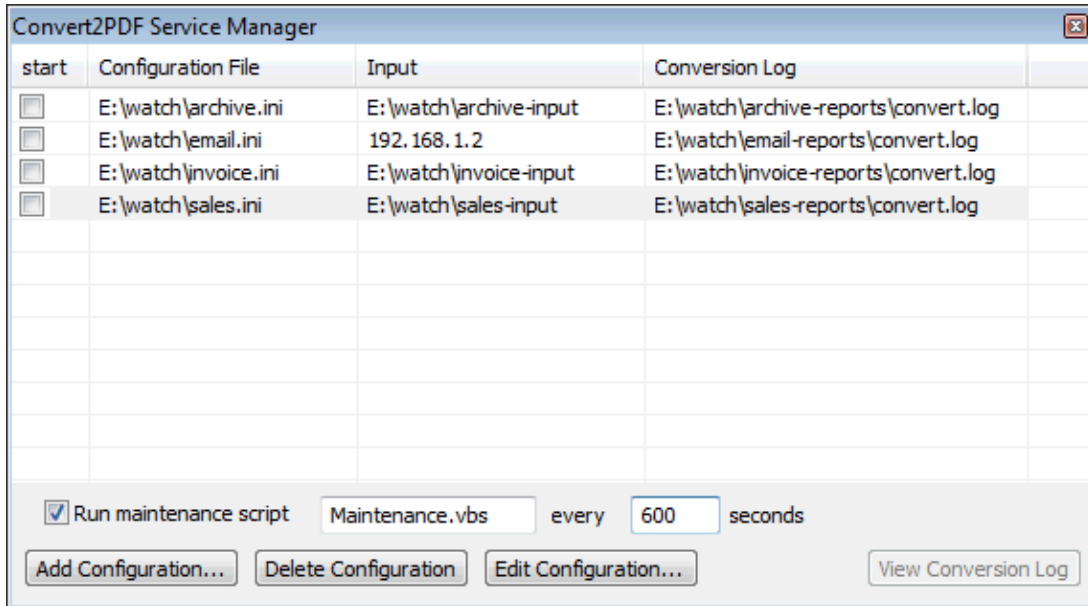 Convert2PDF Service Manager
start Configuration File Input Conversion Log
E:\watch\archive.ini E:\watch\archive-input E:\watch\archive-reports\convert.log
E:\watch\email.ini 192.168.1.2 E:\watch\email-reports\convert.log
E:\watch\invoice.ini E:\watch\invoice-input E:\watch\invoice-reports\convert.log
E:\watch\sales.ini E:\watch\sales-input E:\watch\sales-reports\convert.log
Run maintenance script Maintenance.vbs every 600 seconds
Add Configuration... Delete Configuration Edit Configuration... View Conversion Log